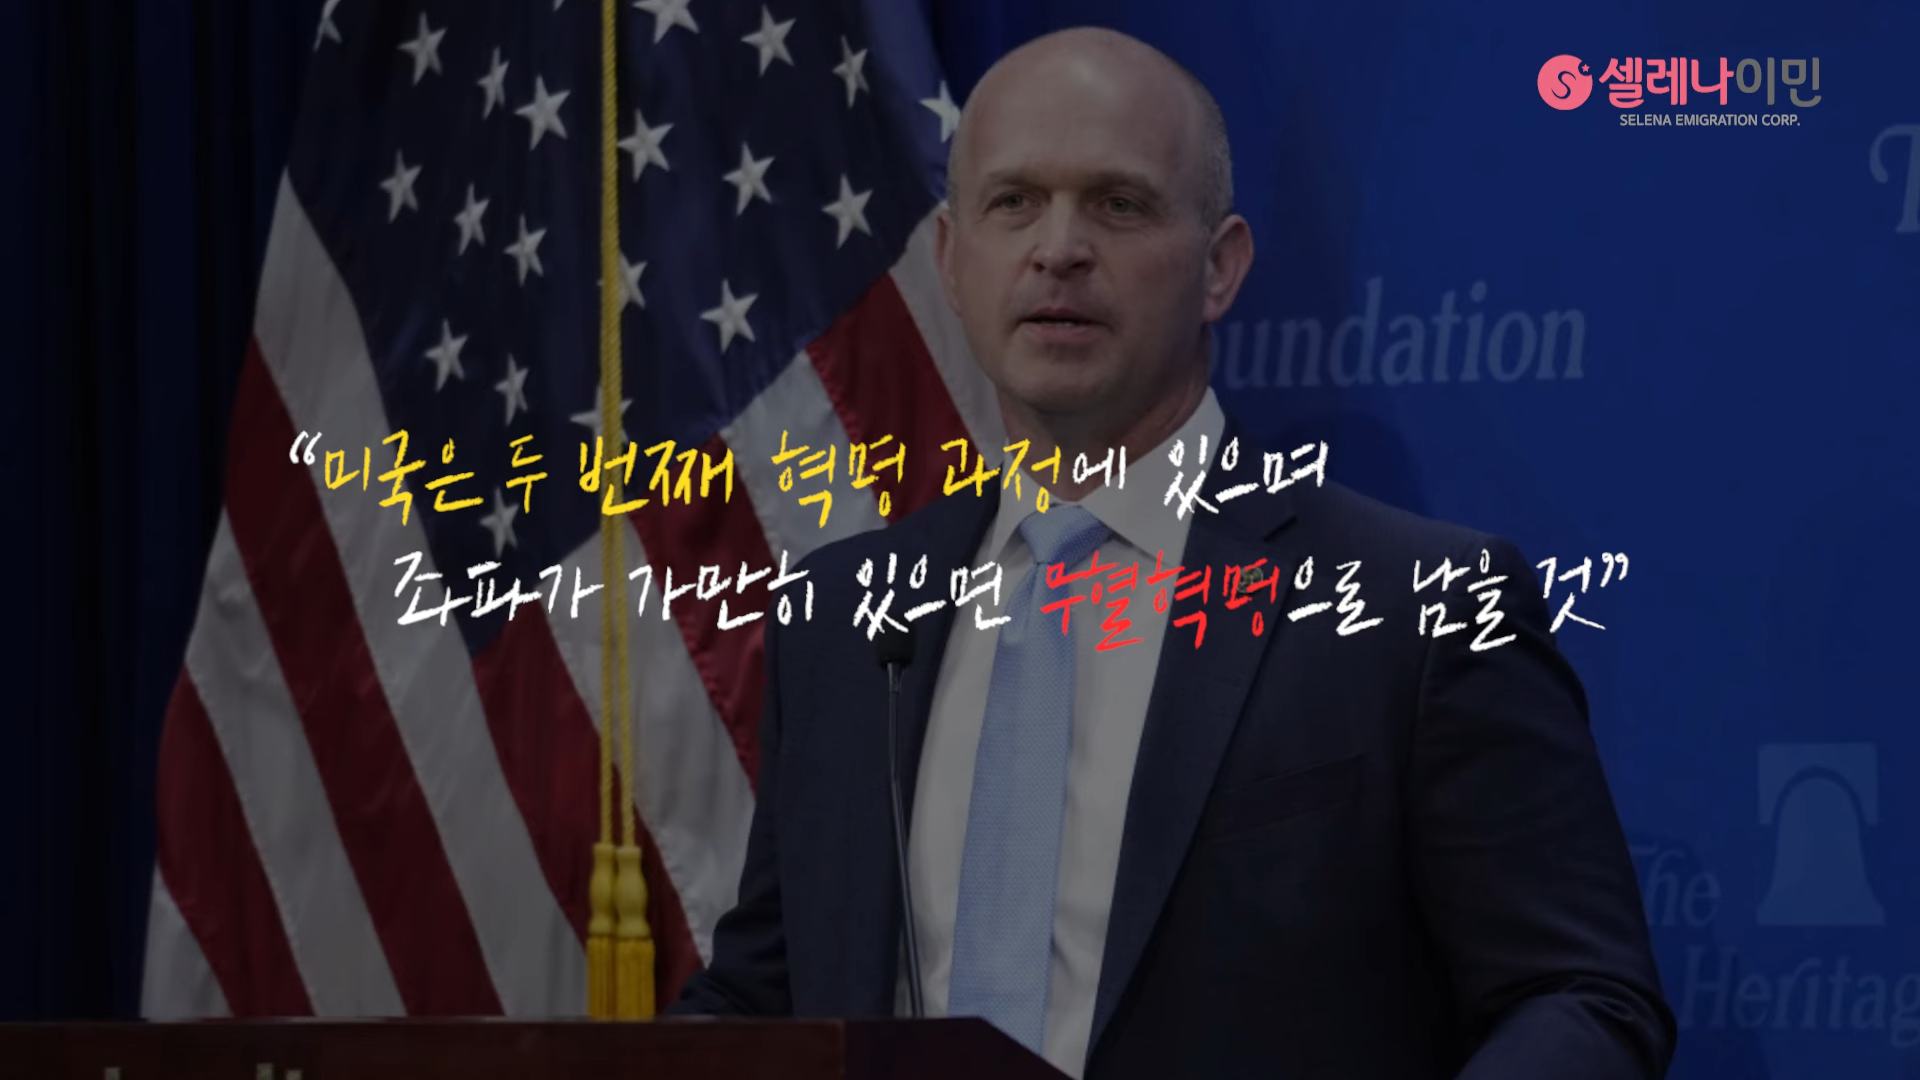 셀레나이민
SELENA EMIGRATION CORP.
undation
“미국은 두 번째 혁명 과정에 있으며
좌파가 가만히 있으면 무혈혁명으로 남을 것”
The
Heritag